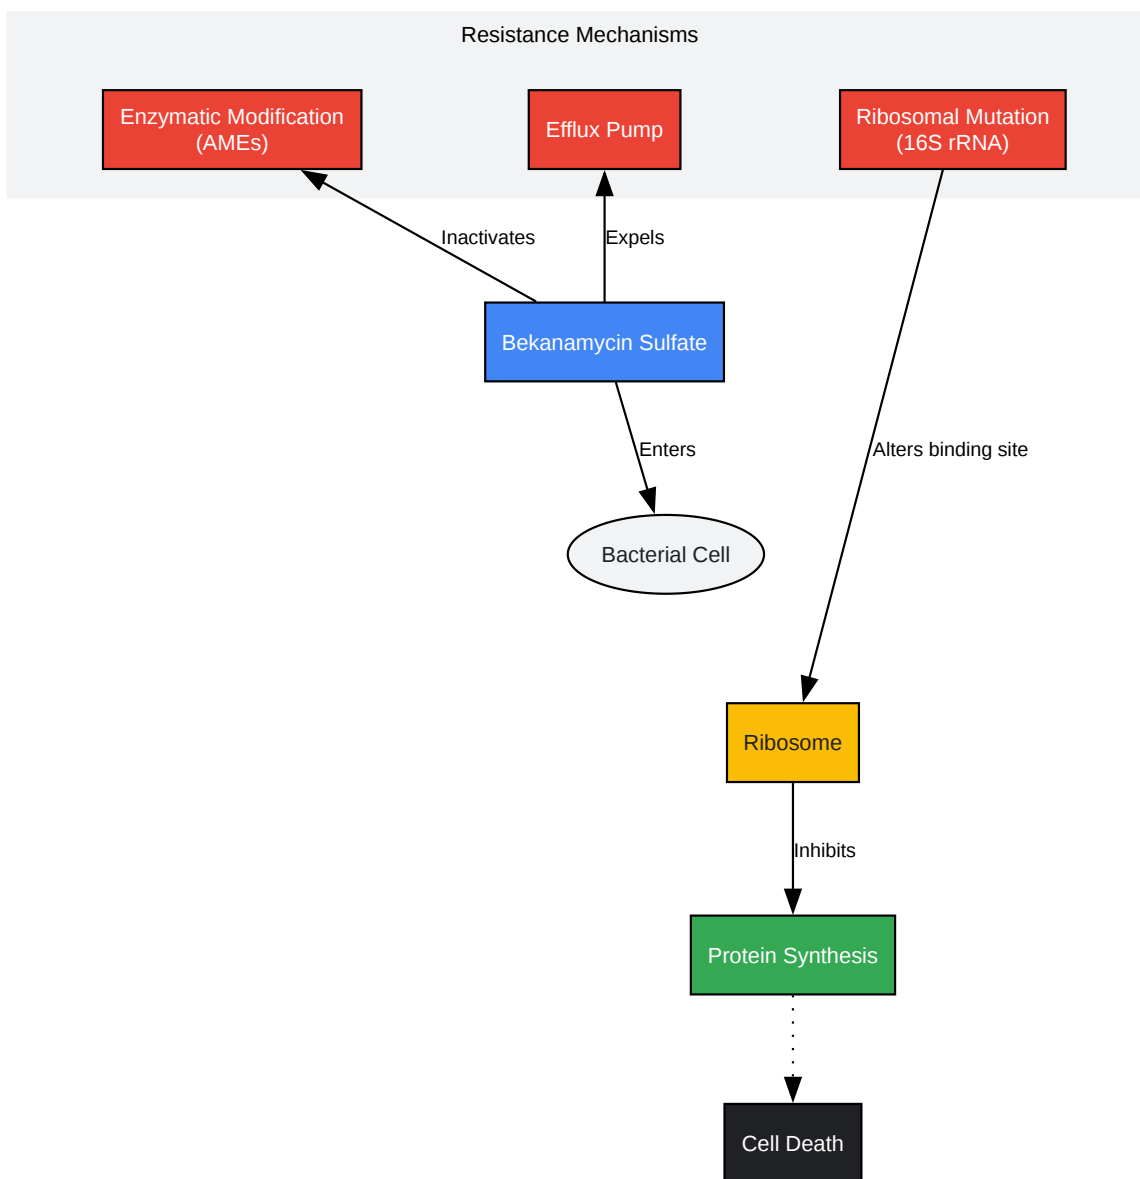 Resistance Mechanisms
Enzymatic Modification
(AMEs)
Efflux Pump
Ribosomal Mutation
(16S rRNA)
Inactivates
Expels
Bekanamycin Sulfate
Enters
Alters binding site
Bacterial Cell
Ribosome
Inhibits
Protein Synthesis
Cell Death